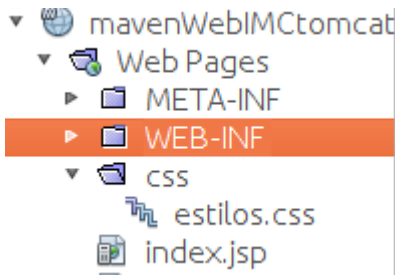 mavenWebIMCtomcat
Web Pages
META-INF
WEB-INF
css
estilos.css
index.jsp